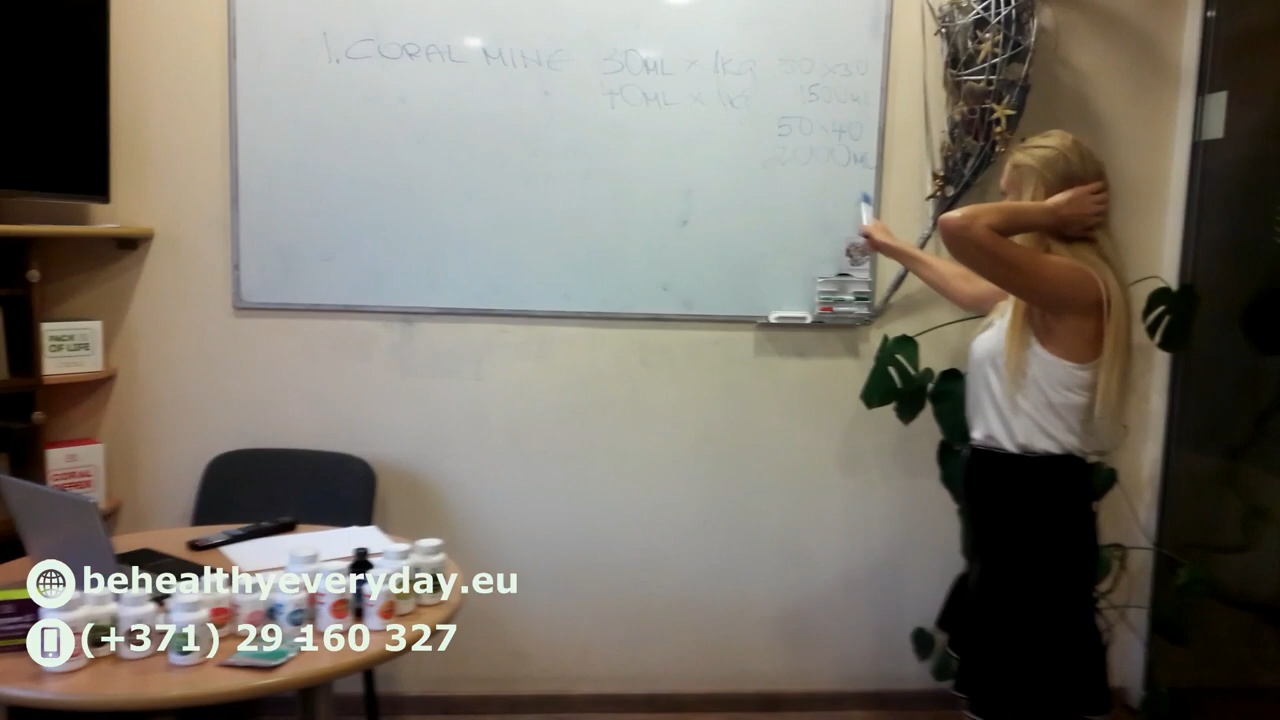 1. CORAL MINE 30ML × 1KG 50 × 30
40ML × 1KG 1500ML
50 × 40
2000ML
PACK
OF LIFE
CORAL
behealthyeveryday.eu
(+371) 29 160 327